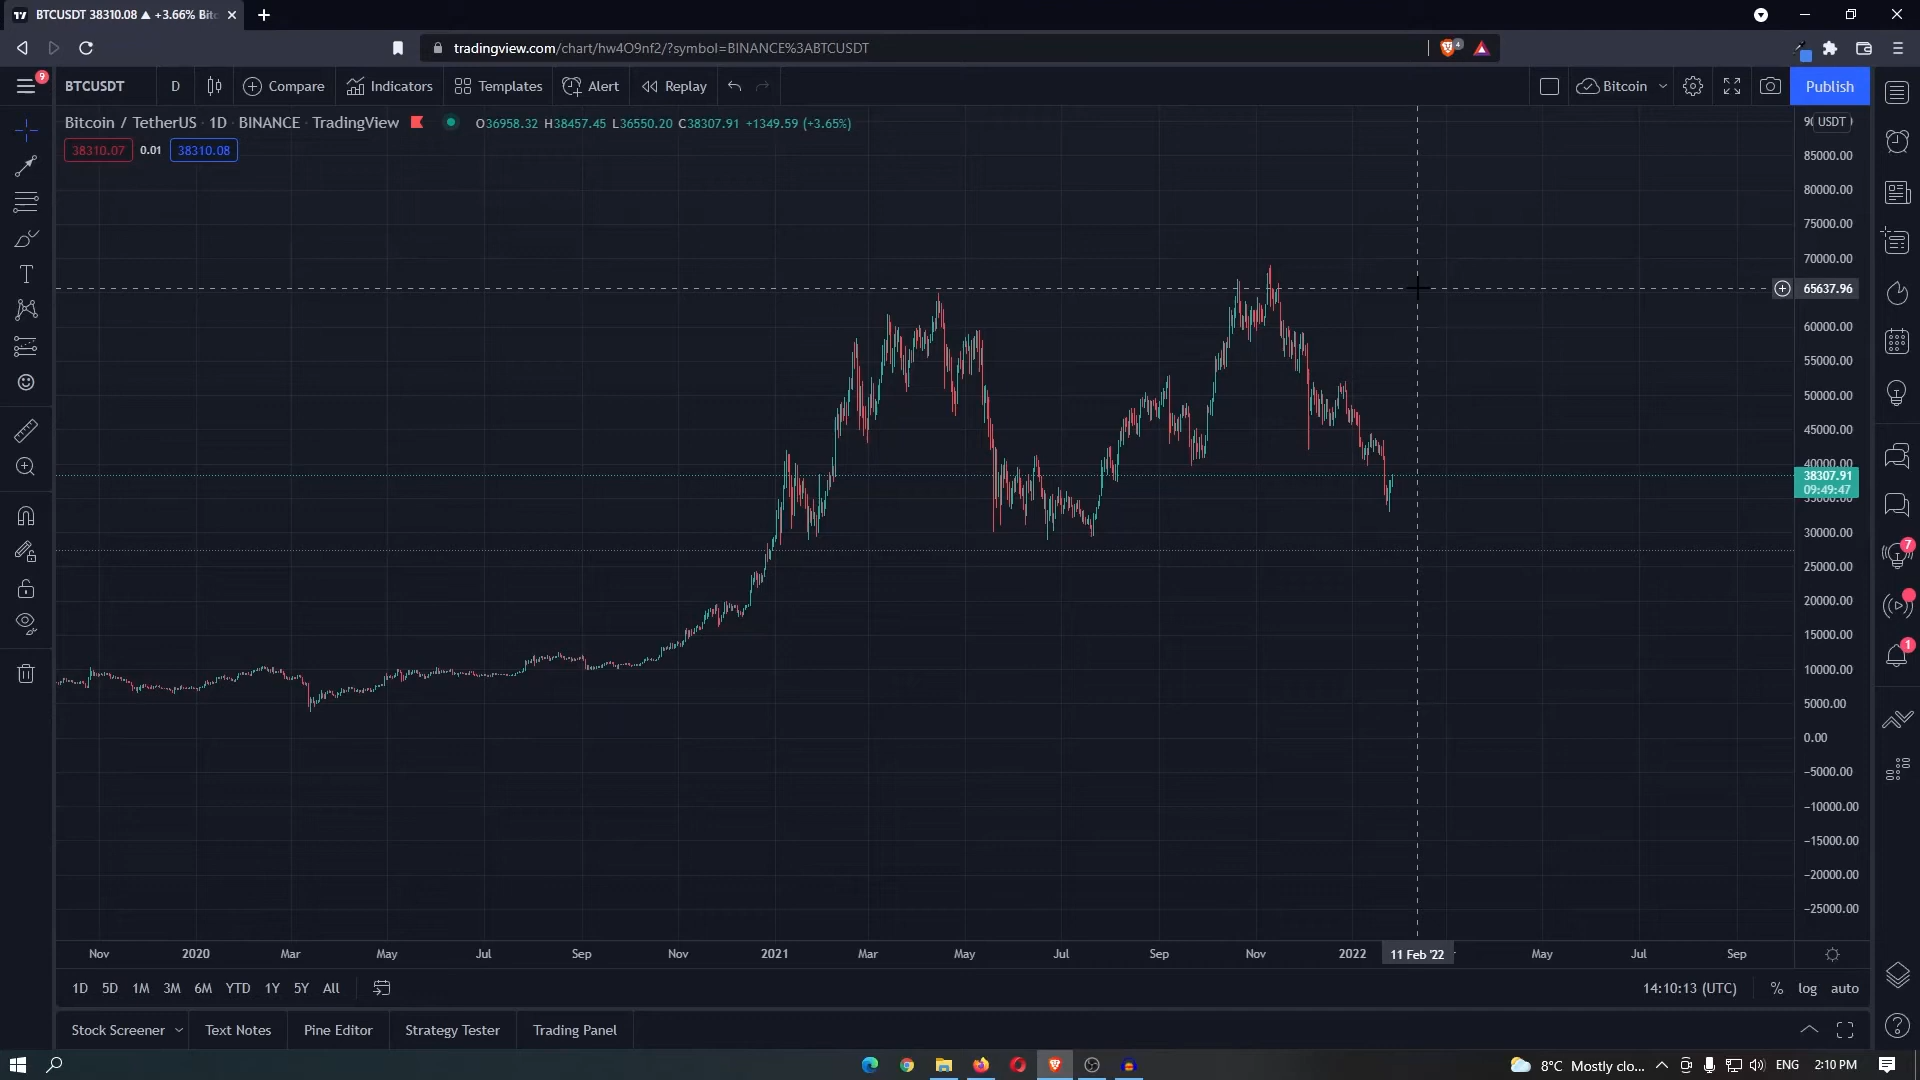 BTCUSDT 38310.08 ▲ +3.66% Bitc
tradingview.com/chart/hw4O9nf2/?symbol=BINANCE%3ABTCUSDT
4
9
BTCUSDT D Compare Indicators Templates Alert Replay Bitcoin Publish
Bitcoin / TetherUS · 1D · BINANCE · TradingView O36958.32 H38457.45 L36550.20 C38307.91 +1349.59 (+3.65%)
38310.07 0.01 38310.08
USDT
85000.00
80000.00
75000.00
70000.00
65637.96
60000.00
55000.00
50000.00
45000.00
40000.00
38307.91
09:49:47
35000.00
30000.00
25000.00
20000.00
15000.00
10000.00
5000.00
0.00
−5000.00
−10000.00
−15000.00
−20000.00
−25000.00
7
1
Nov 2020 Mar May Jul Sep Nov 2021 Mar May Jul Sep Nov 2022 11 Feb '22 May Jul Sep
1D 5D 1M 3M 6M YTD 1Y 5Y All 14:10:13 (UTC) % log auto
Stock Screener Text Notes Pine Editor Strategy Tester Trading Panel
8°C Mostly clo... ENG 2:10 PM